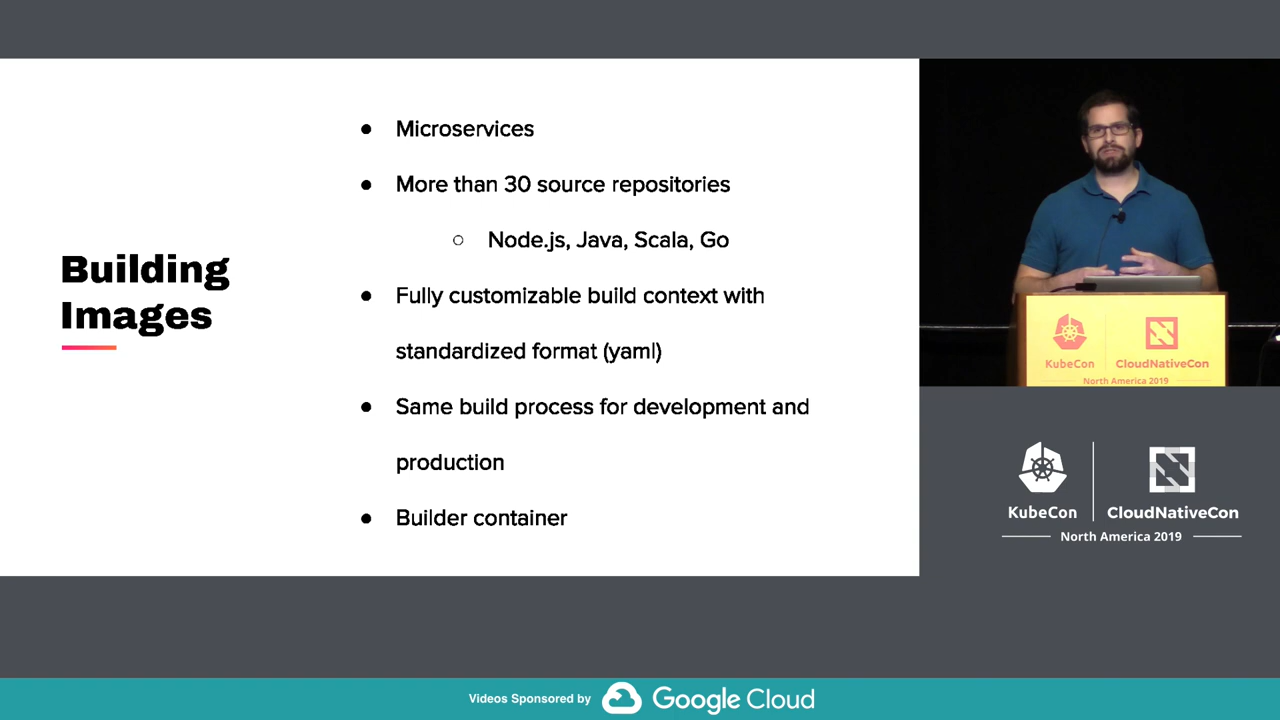 Building
Images
● Microservices
● More than 30 source repositories
○ Node.js, Java, Scala, Go
● Fully customizable build context with
standardized format (yaml)
● Same build process for development and
production
● Builder container
KubeCon
CloudNativeCon
North America 2019
KubeCon
CloudNativeCon
North America 2019
Videos Sponsored by Google Cloud